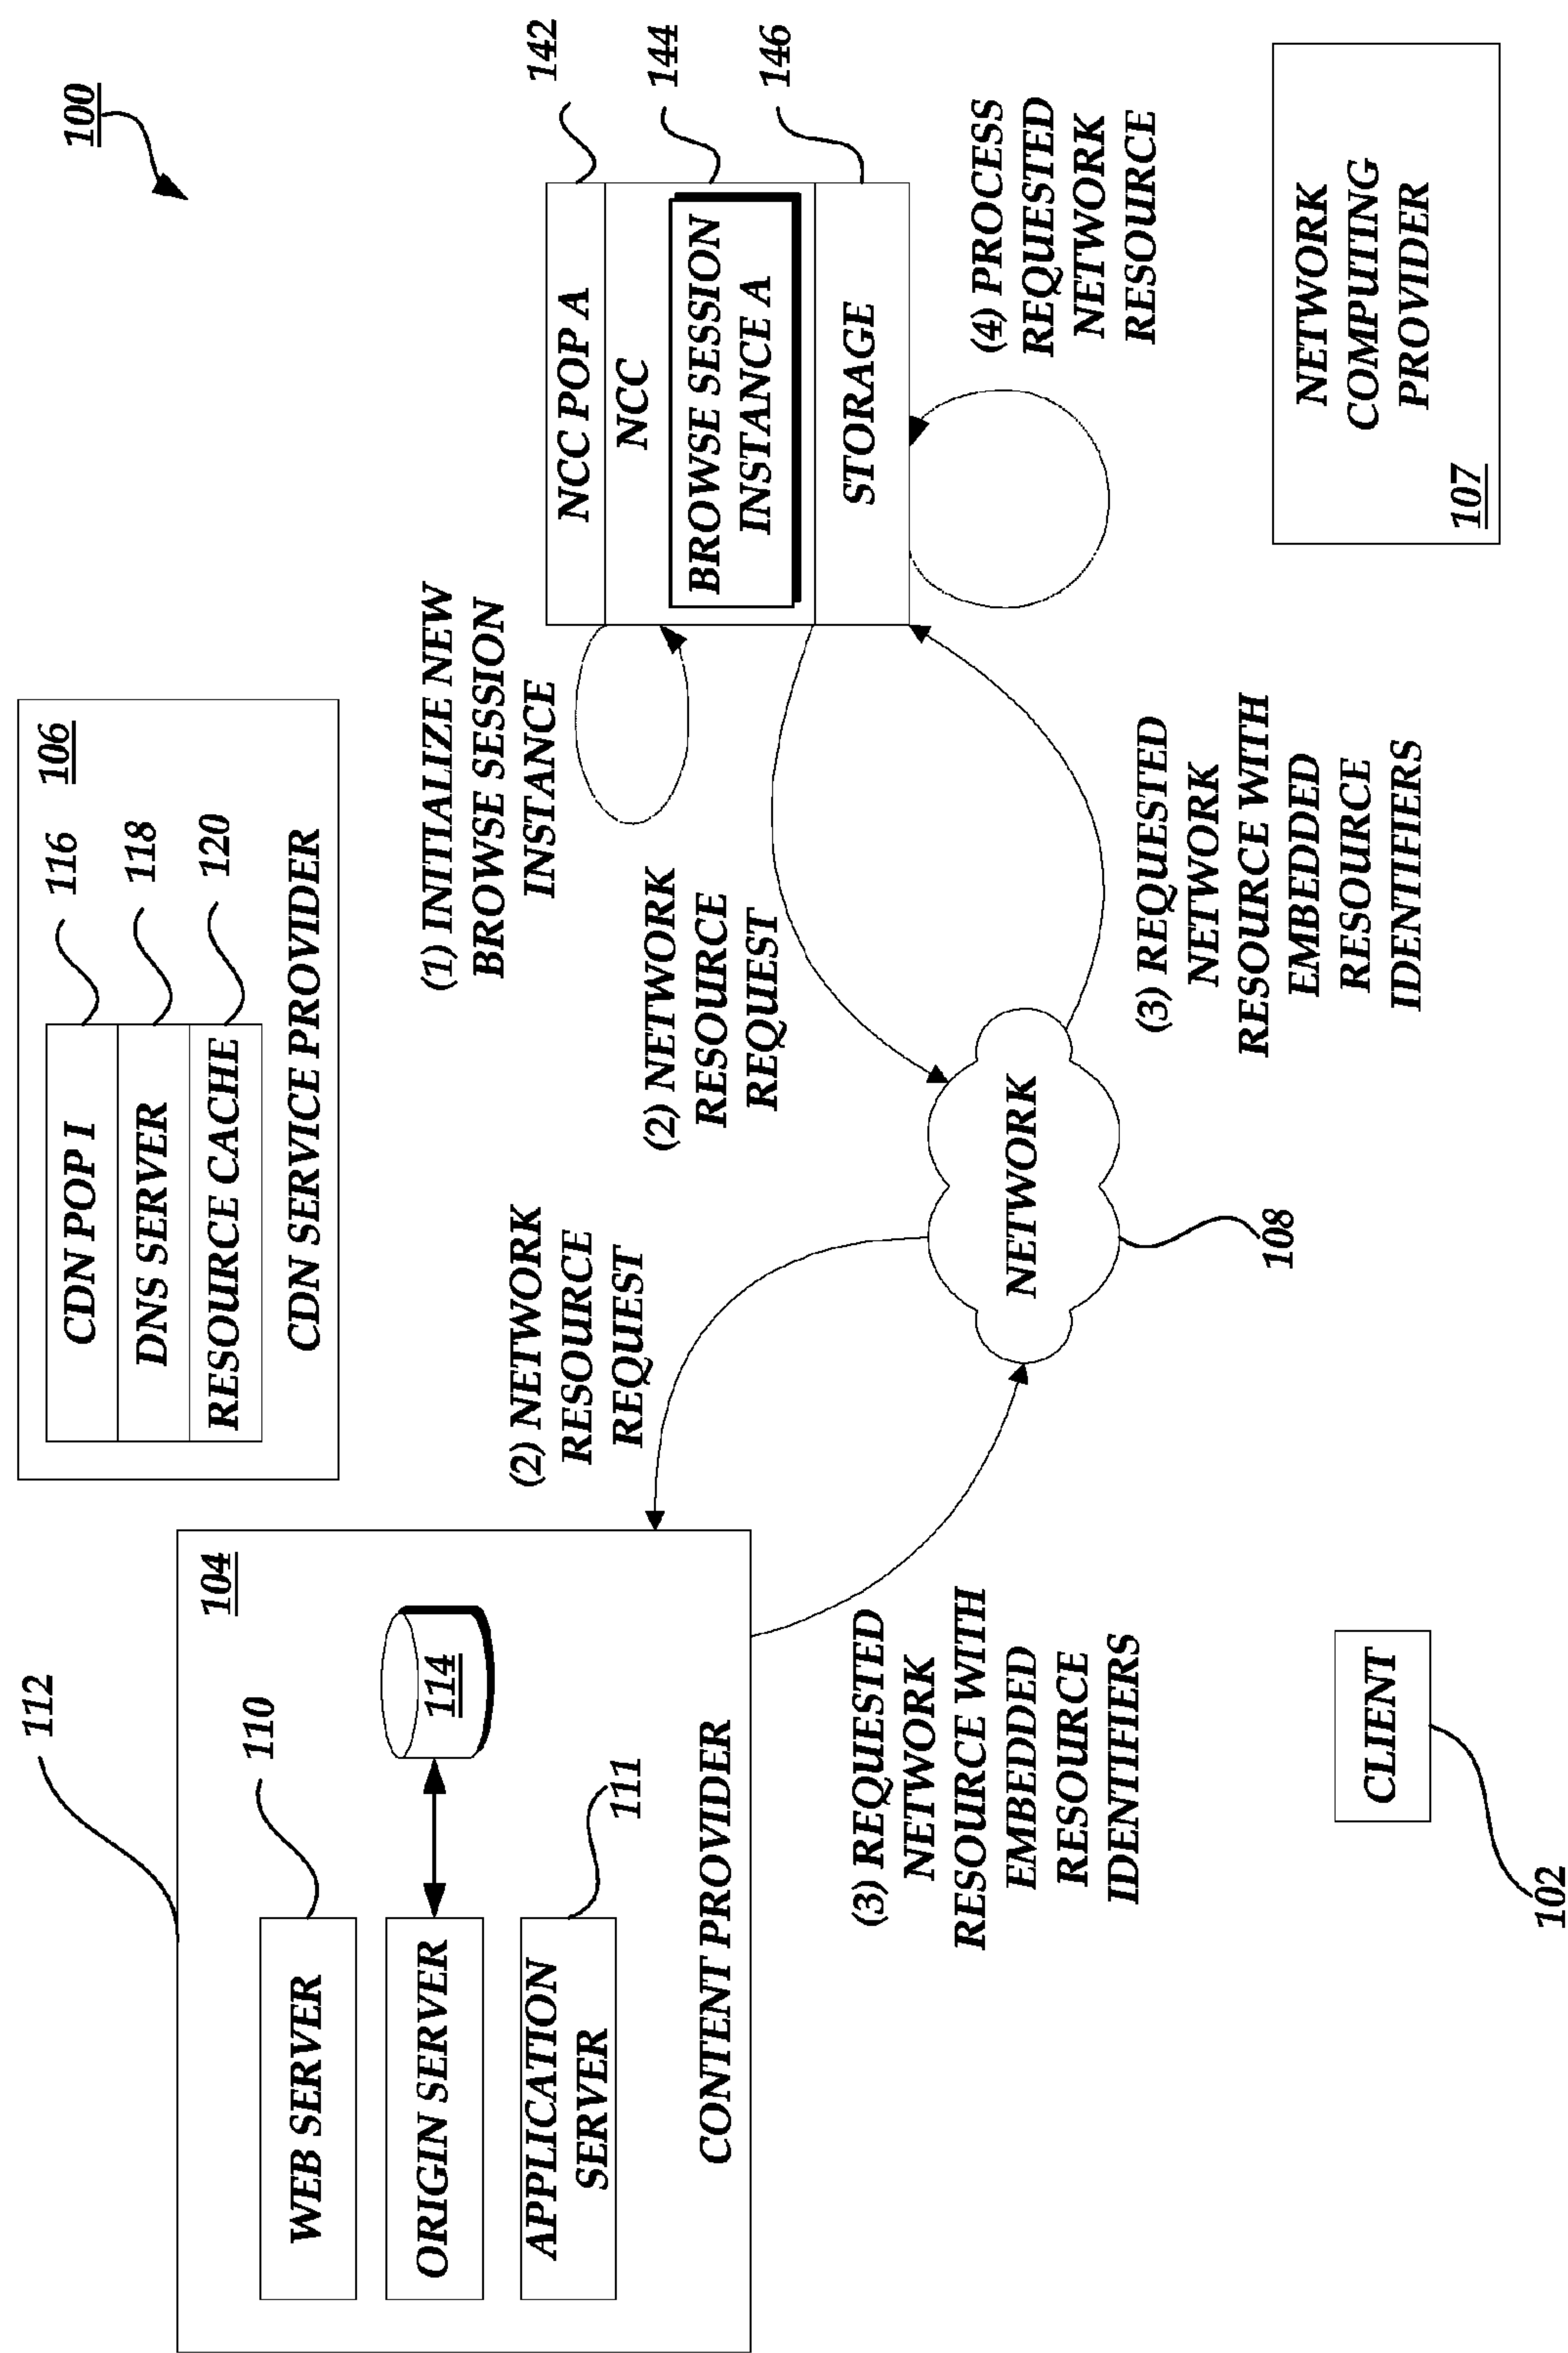 100
106
CDN POP I
116
DNS SERVER
118
RESOURCE CACHE
120
CDN SERVICE PROVIDER
112
104
WEB SERVER
110
ORIGIN SERVER
114
APPLICATION
SERVER
111
CONTENT PROVIDER
(1) INITIALIZE NEW
BROWSE SESSION
INSTANCE
NCC POP A
142
NCC
144
BROWSE SESSION
INSTANCE A
STORAGE
146
(2) NETWORK
RESOURCE
REQUEST
(2) NETWORK
RESOURCE
REQUEST
(3) REQUESTED
NETWORK
RESOURCE WITH
EMBEDDED
RESOURCE
IDENTIFIERS
NETWORK
108
(3) REQUESTED
NETWORK
RESOURCE WITH
EMBEDDED
RESOURCE
IDENTIFIERS
(4) PROCESS
REQUESTED
NETWORK
RESOURCE
CLIENT
102
NETWORK
COMPUTING
PROVIDER
107